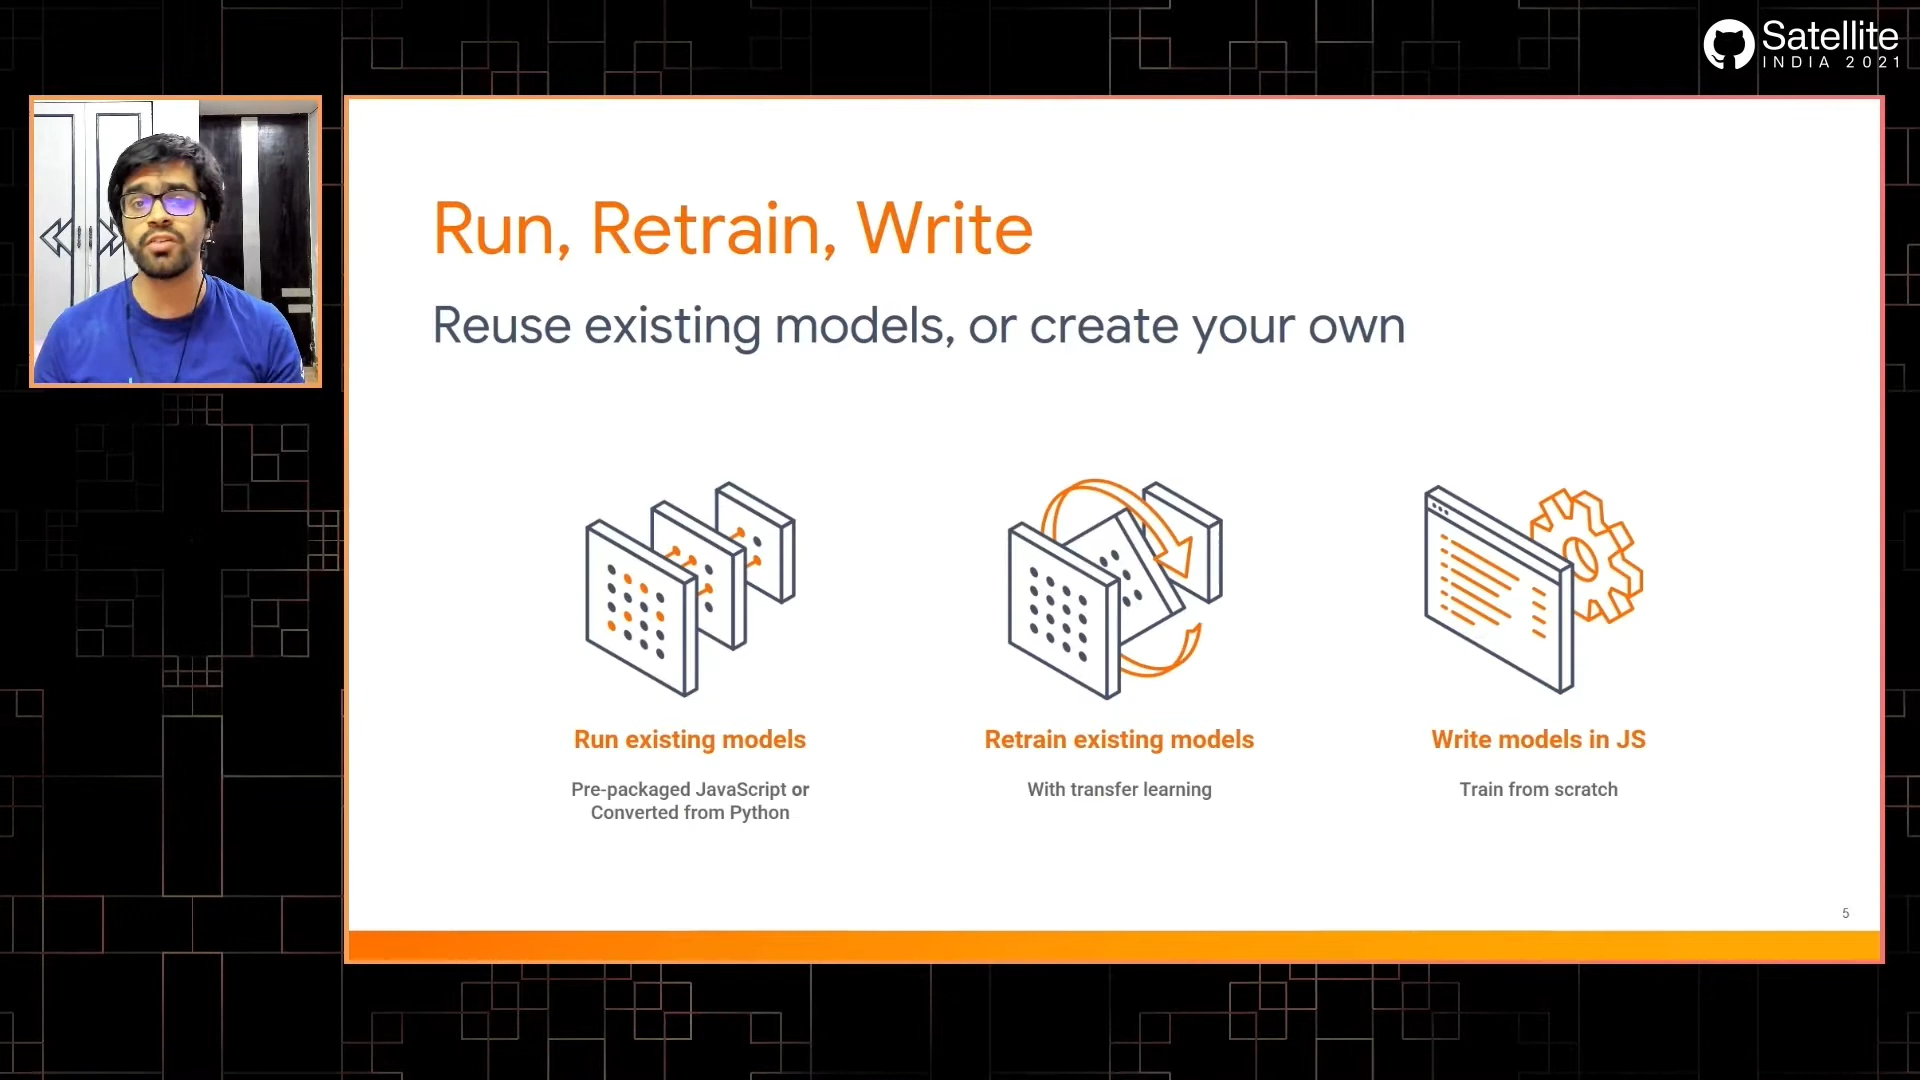 Satellite
INDIA 2021
Run, Retrain, Write
Reuse existing models, or create your own
Run existing models
Pre-packaged JavaScript or
Converted from Python
Retrain existing models
With transfer learning
Write models in JS
Train from scratch
5